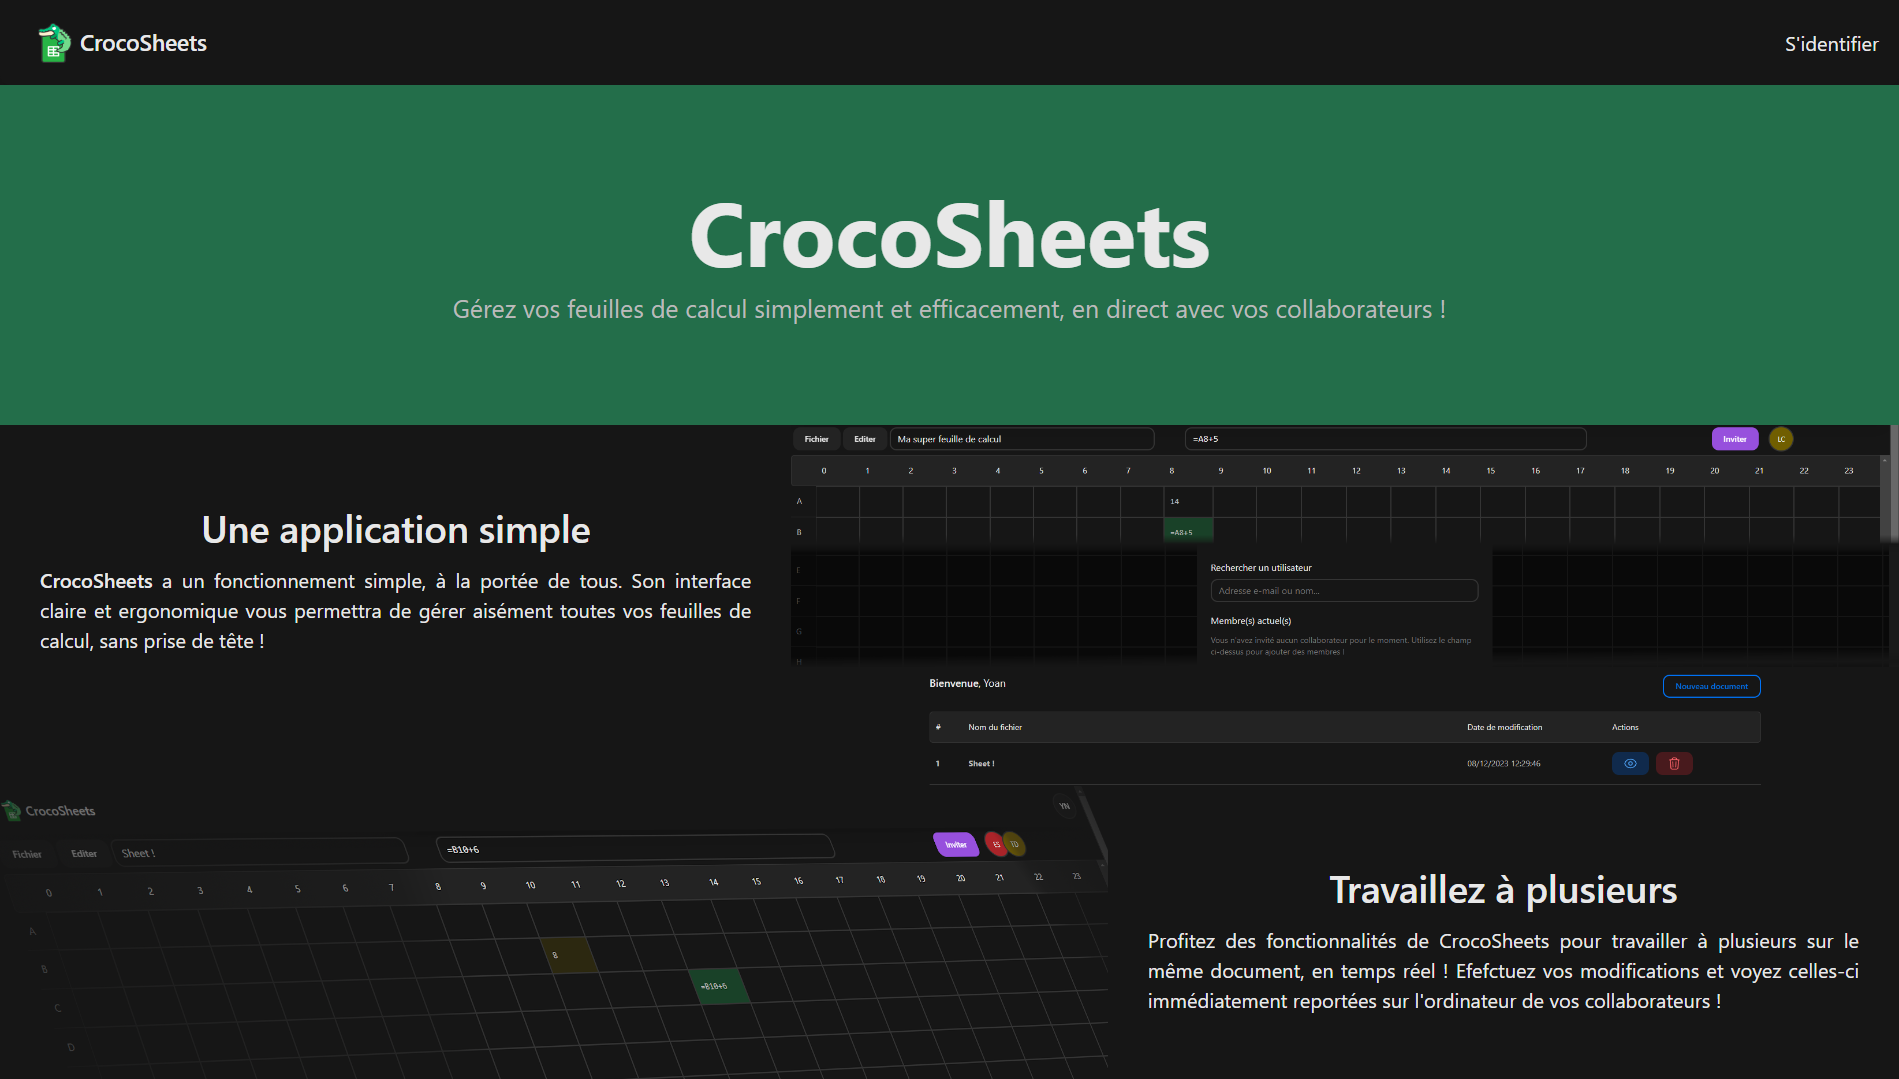 CrocoSheets
S'identifier
CrocoSheets
Gérez vos feuilles de calcul simplement et efficacement, en direct avec vos collaborateurs !
Une application simple
CrocoSheets a un fonctionnement simple, à la portée de tous. Son interface
claire et ergonomique vous permettra de gérer aisément toutes vos feuilles de
calcul, sans prise de tête !
Fichier Editer Ma super feuille de calcul =A8+5 Inviter LC
0 1 2 3 4 5 6 7 8 9 10 11 12 13 14 15 16 17 18 19 20 21 22 23
A 14
B =A8+5
E
F
G
H
Rechercher un utilisateur
Adresse e-mail ou nom...
Membre(s) actuel(s)
Vous n'avez invité aucun collaborateur pour le moment. Utilisez le champ
ci-dessus pour ajouter des membres !
Bienvenue, Yoan
Nouveau document
# Nom du fichier Date de modification Actions
1 Sheet ! 08/12/2023 12:29:46
CrocoSheets YN
Fichier Editer Sheet ! =B10+6 Inviter ES TD
0 1 2 3 4 5 6 7 8 9 10 11 12 13 14 15 16 17 18 19 20 21 22 23
A
B 8
C =B10+6
D
Travaillez à plusieurs
Profitez des fonctionnalités de CrocoSheets pour travailler à plusieurs sur le
même document, en temps réel ! Efefctuez vos modifications et voyez celles-ci
immédiatement reportées sur l'ordinateur de vos collaborateurs !